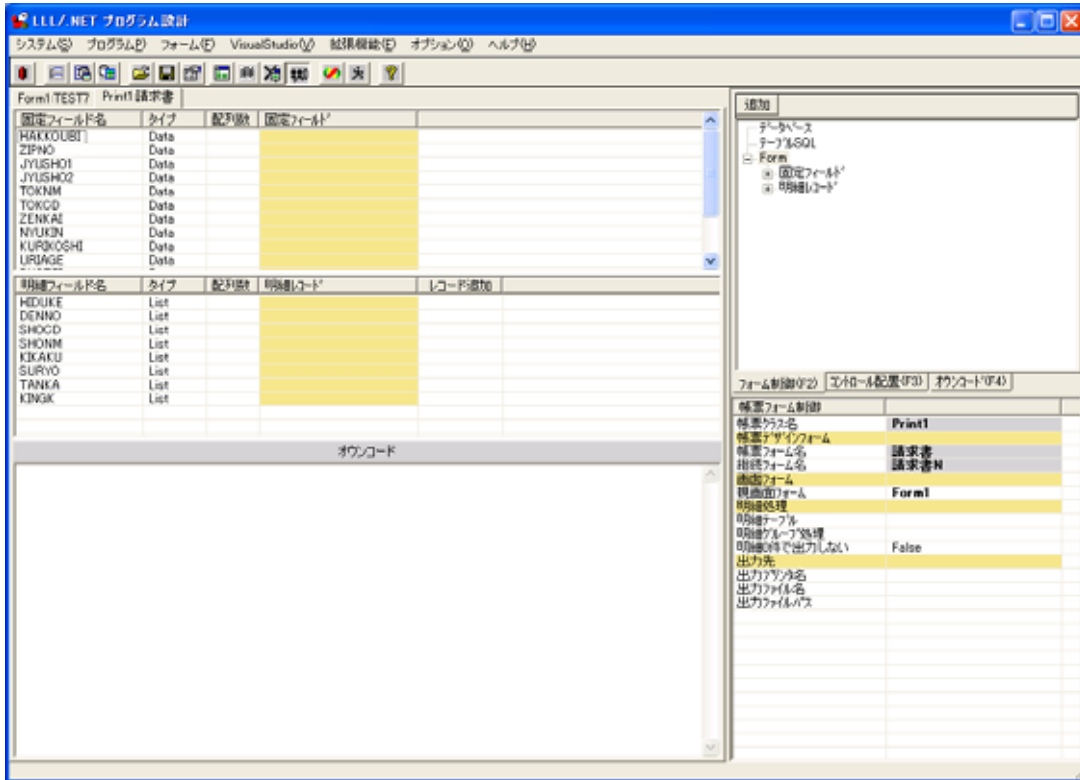 LLL/.NET プログラム設計
システム(S) プログラム(P) フォーム(F) VisualStudio(V) 拡張機能(E) オプション(O) ヘルプ(H)
Form1:TEST7 Print1:請求書
固定フィールド名 タイプ 配列数 固定フィールド
HAKKOUBI Data
ZIPNO Data
JYUSHO1 Data
JYUSHO2 Data
TOKNM Data
TOKCD Data
ZENKAI Data
NYUKIN Data
KURIKOSHI Data
URIAGE Data
明細フィールド名 タイプ 配列数 明細レコード レコード追加
HIDUKE List
DENNO List
SHOCD List
SHONM List
KIKAKU List
SURYO List
TANKA List
KINGK List
オウンコード
追加
データベース
テーブルSQL
Form
固定フィールド
明細レコード
フォーム制御(F2) コントロール配置(F3) オウンコード(F4)
帳票フォーム制御
帳票クラス名 Print1
帳票デザインフォーム
帳票フォーム名 請求書
継続フォーム名 請求書N
画面フォーム
親画面フォーム Form1
明細処理
明細テーブル
明細グループ処理
明細0件で出力しない False
出力先
出力プリンタ名
出力ファイル名
出力ファイルパス